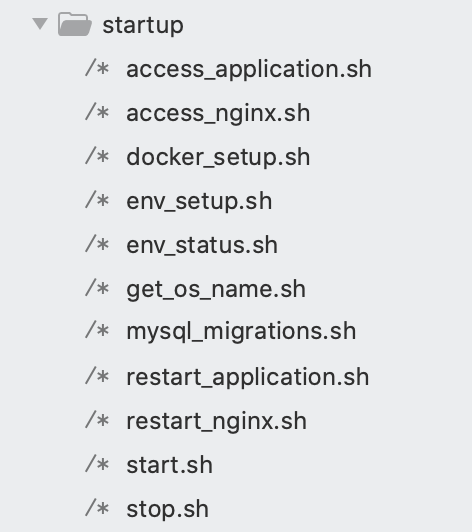 startup
/* access_application.sh
/* access_nginx.sh
/* docker_setup.sh
/* env_setup.sh
/* env_status.sh
/* get_os_name.sh
/* mysql_migrations.sh
/* restart_application.sh
/* restart_nginx.sh
/* start.sh
/* stop.sh